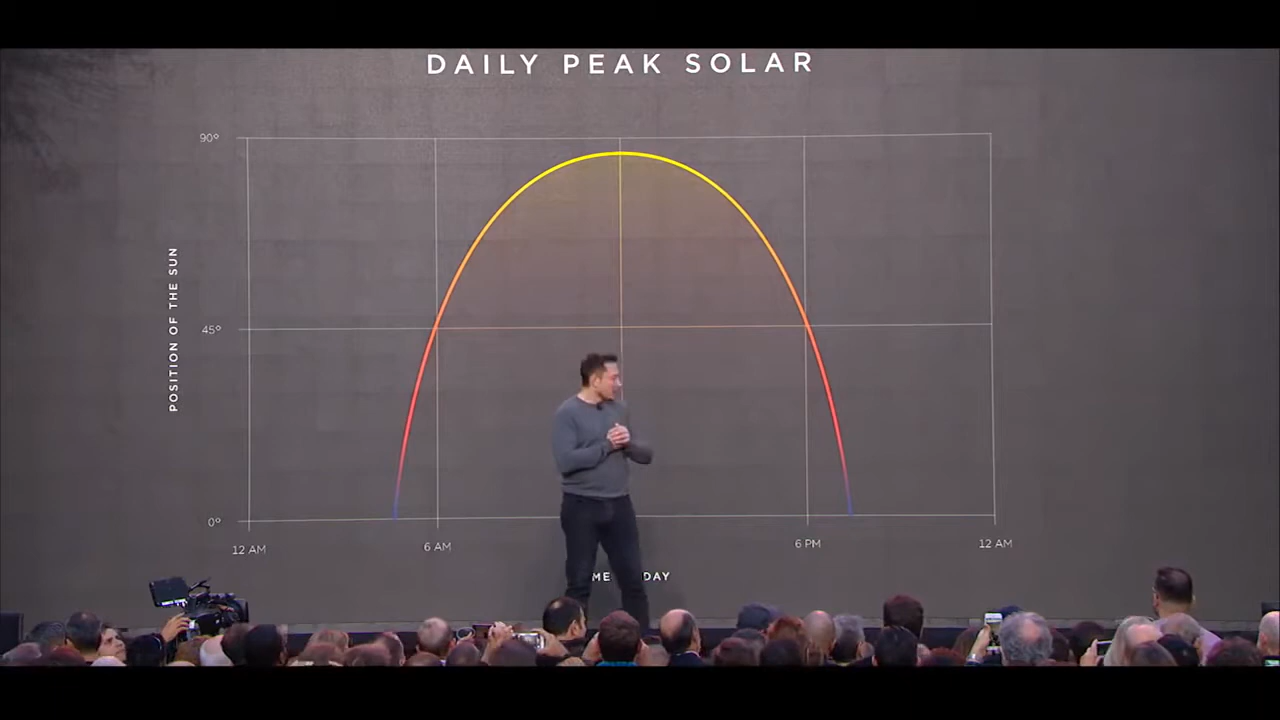 DAILY PEAK SOLAR
90°
45°
0°
POSITION OF THE SUN
12 AM
6 AM
6 PM
12 AM
DAY